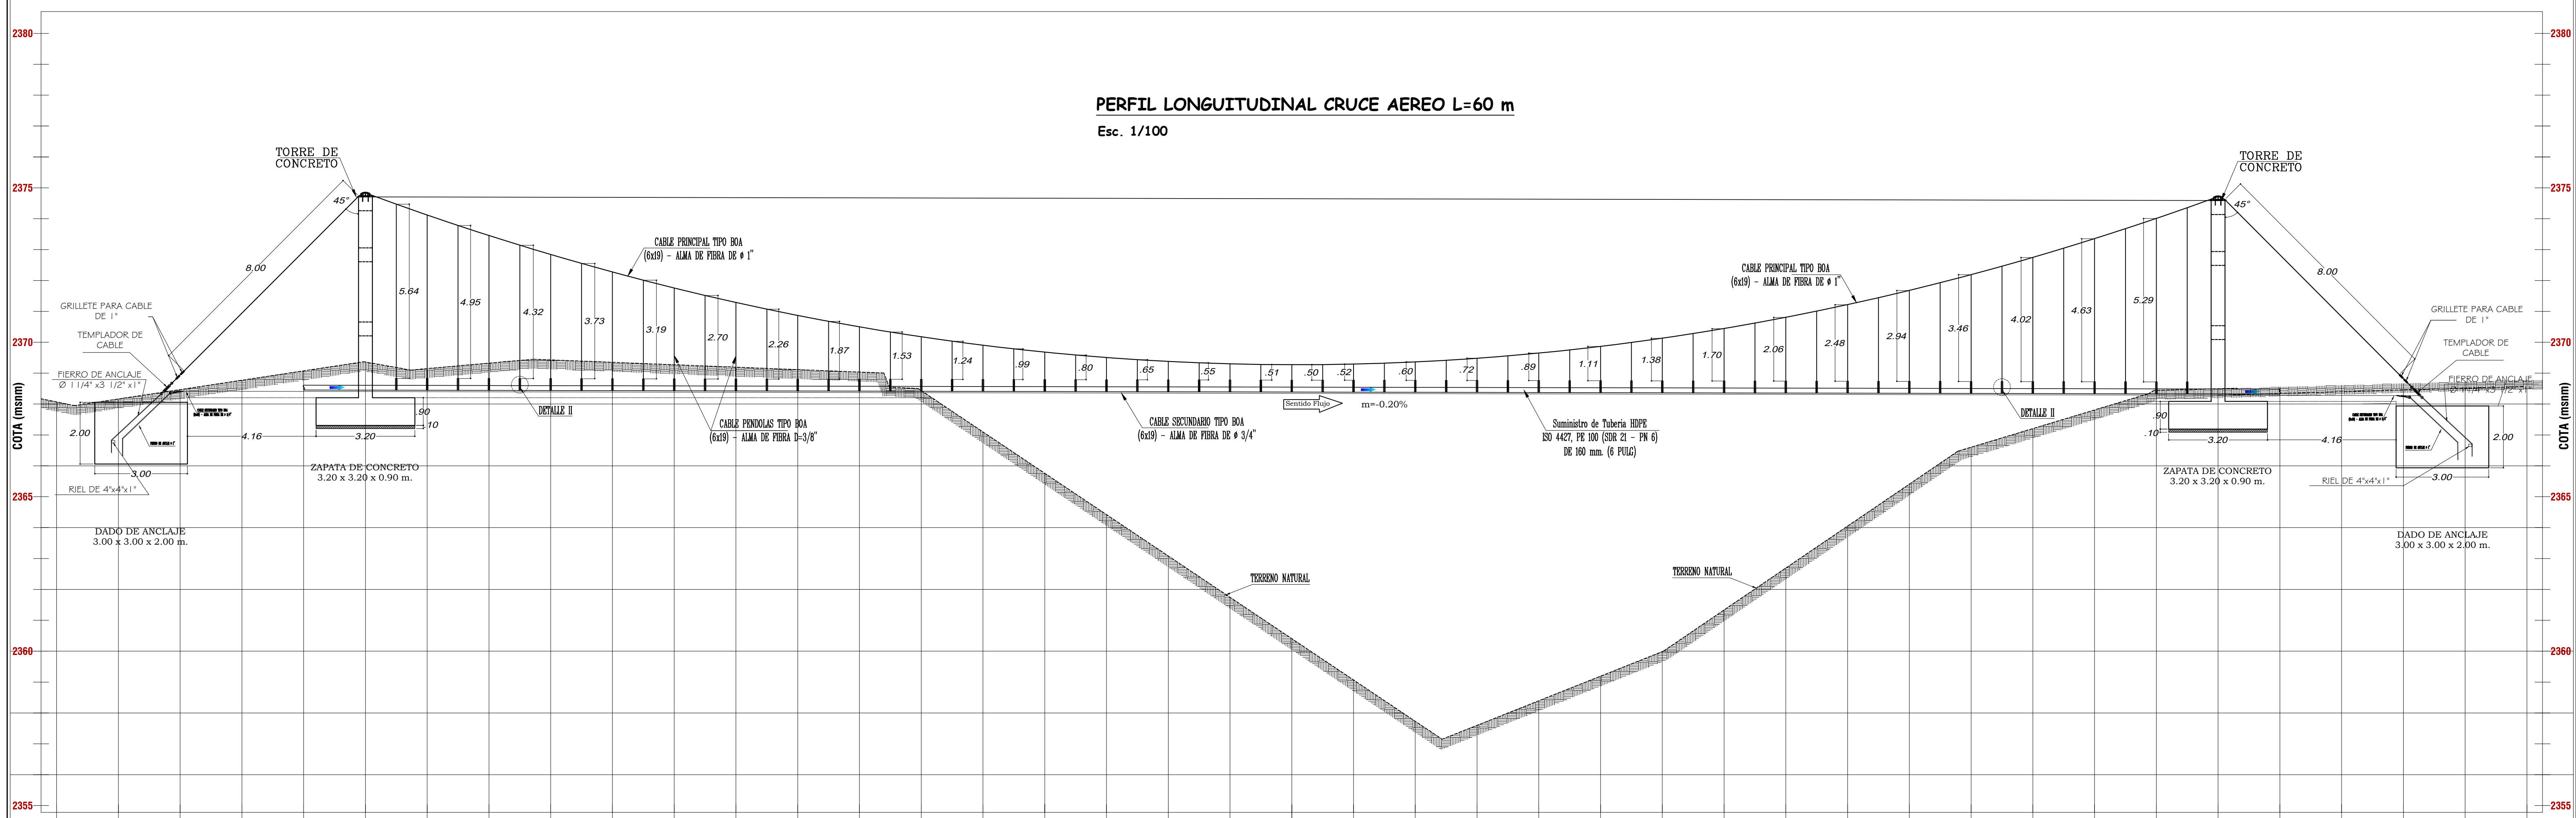 2380
2380
PERFIL LONGUITUDINAL CRUCE AEREO L=60 m
Esc. 1/100
TORRE DE
CONCRETO
TORRE DE
CONCRETO
2375
2375
45°
45°
CABLE PRINCIPAL TIPO BOA
(6x19) - ALMA DE FIBRA DE ø 1"
CABLE PRINCIPAL TIPO BOA
(6x19) - ALMA DE FIBRA DE ø 1"
8.00
8.00
5.64
4.95
4.32
3.73
3.19
2.70
2.26
1.87
1.53
1.24
.99
.80
.65
.55
.51
.50
.52
.60
.72
.89
1.11
1.38
1.70
2.06
2.48
2.94
3.46
4.02
4.63
5.29
GRILLETE PARA CABLE
DE 1"
TEMPLADOR DE
CABLE
FIERRO DE ANCLAJE
Ø 1 1/4" x3 1/2" x1"
GRILLETE PARA CABLE
DE 1"
TEMPLADOR DE
CABLE
FIERRO DE ANCLAJE
2370
2370
COTA (msnm)
COTA (msnm)
DETALLE II
CABLE PENDOLAS TIPO BOA
(6x19) - ALMA DE FIBRA D=3/8"
CABLE SECUNDARIO TIPO BOA
(6x19) - ALMA DE FIBRA DE ø 3/4"
Sentido Flujo
m=-0.20%
Suministro de Tuberia HDPE
ISO 4427, PE 100 (SDR 21 - PN 6)
DE 160 mm. (6 PULG)
DETALLE II
2.00
4.16
3.20
.90
.10
3.00
.90
.10
3.20
4.16
2.00
3.00
ZAPATA DE CONCRETO
3.20 x 3.20 x 0.90 m.
ZAPATA DE CONCRETO
3.20 x 3.20 x 0.90 m.
RIEL DE 4"x4"x1"
RIEL DE 4"x4"x1"
2365
2365
DADO DE ANCLAJE
3.00 x 3.00 x 2.00 m.
DADO DE ANCLAJE
3.00 x 3.00 x 2.00 m.
TERRENO NATURAL
TERRENO NATURAL
2360
2360
2355
2355